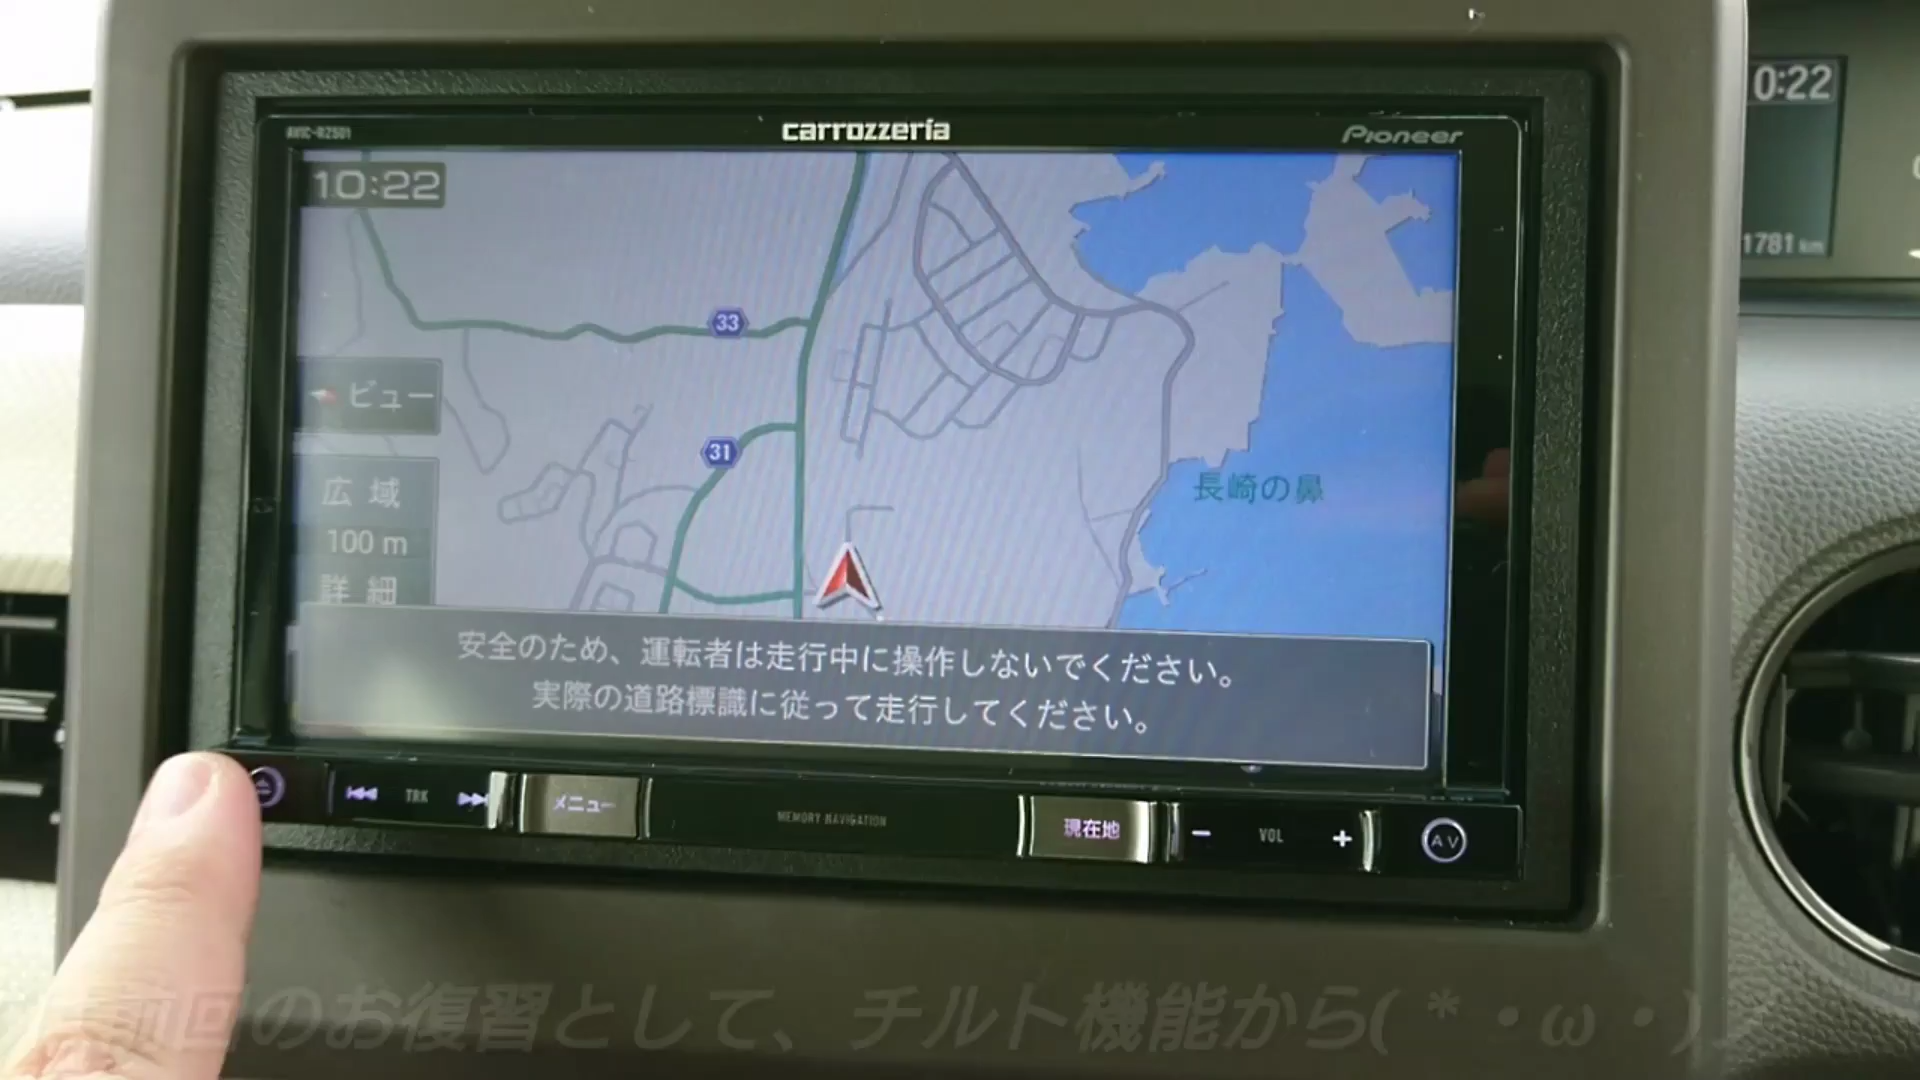 0:22
AVIC-RZ501
carrozzeria
Pioneer
10:22
1781 km
33
ビュー
31
広域
長崎の鼻
100 m
詳細
安全のため、運転者は走行中に操作しないでください。
実際の道路標識に従って走行してください。
TRK
メニュー
MEMORY NAVIGATION
現在地
− VOL +
AV
前回のお復習として、チルト機能から( *・ω・)ノ